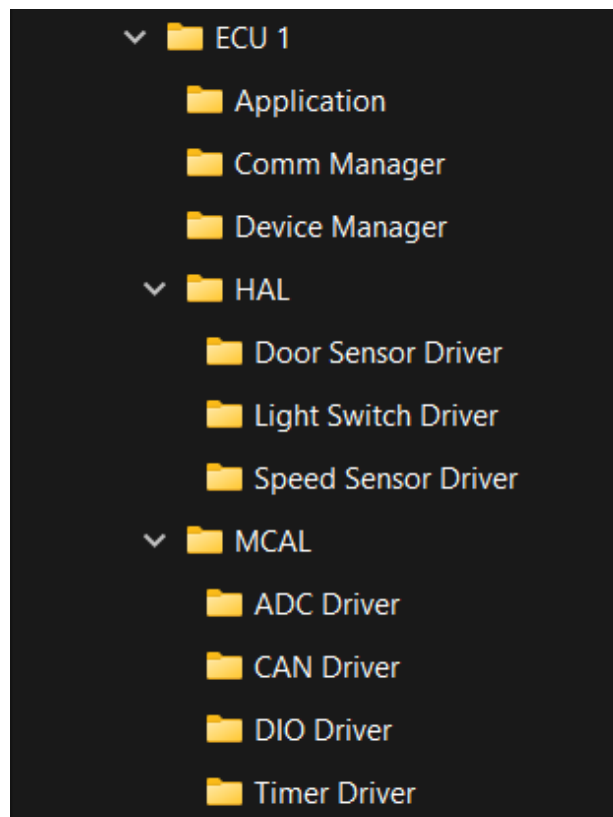 ECU 1
Application
Comm Manager
Device Manager
HAL
Door Sensor Driver
Light Switch Driver
Speed Sensor Driver
MCAL
ADC Driver
CAN Driver
DIO Driver
Timer Driver